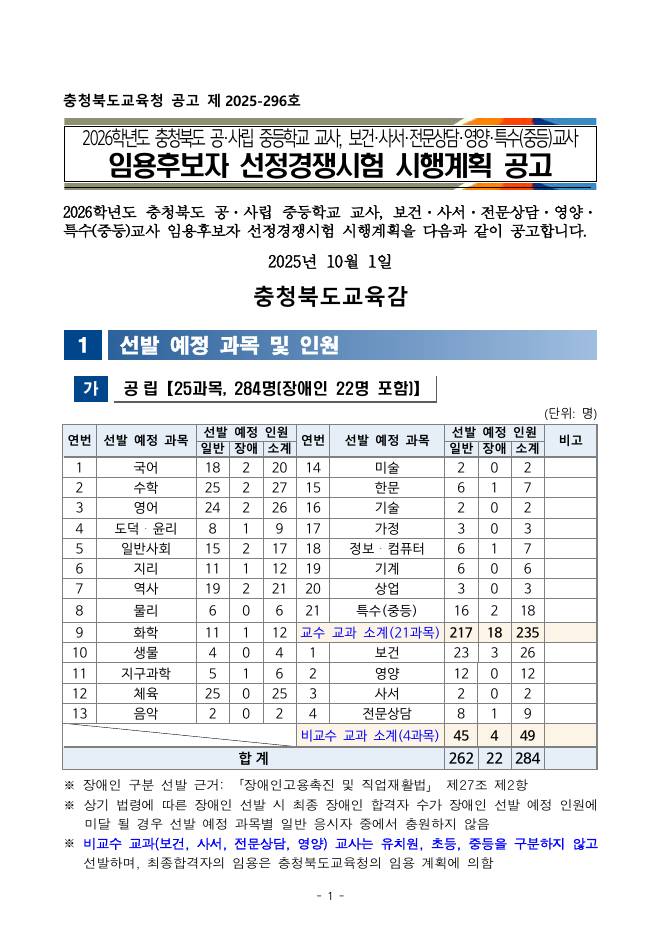 충청북도교육청 공고 제 2025-296호
2026학년도 충청북도 공·사립 중등학교 교사, 보건·사서·전문상담·영양·특수(중등)교사
임용후보자 선정경쟁시험 시행계획 공고
2026학년도 충청북도 공·사립 중등학교 교사, 보건·사서·전문상담·영양·
특수(중등)교사 임용후보자 선정경쟁시험 시행계획을 다음과 같이 공고합니다.
2025년 10월 1일
충청북도교육감
1 선발 예정 과목 및 인원
가 공립【25과목, 284명(장애인 22명 포함)】
(단위: 명)
연번 선발 예정 과목 선발 예정 인원 연번 선발 예정 과목 선발 예정 인원 비고
일반 장애 소계 일반 장애 소계
1 국어 18 2 20 14 미술 2 0 2
2 수학 25 2 27 15 한문 6 1 7
3 영어 24 2 26 16 기술 2 0 2
4 도덕·윤리 8 1 9 17 가정 3 0 3
5 일반사회 15 2 17 18 정보·컴퓨터 6 1 7
6 지리 11 1 12 19 기계 6 0 6
7 역사 19 2 21 20 상업 3 0 3
8 물리 6 0 6 21 특수(중등) 16 2 18
9 화학 11 1 12 교수 교과 소계(21과목) 217 18 235
10 생물 4 0 4 1 보건 23 3 26
11 지구과학 5 1 6 2 영양 12 0 12
12 체육 25 0 25 3 사서 2 0 2
13 음악 2 0 2 4 전문상담 8 1 9
비교수 교과 소계(4과목) 45 4 49
합계 262 22 284
※ 장애인 구분 선발 근거: 「장애인고용촉진 및 직업재활법」 제27조 제2항
※ 상기 법령에 따른 장애인 선발 시 최종 장애인 합격자 수가 장애인 선발 예정 인원에
미달 될 경우 선발 예정 과목별 일반 응시자 중에서 충원하지 않음
※ 비교수 교과(보건, 사서, 전문상담, 영양) 교사는 유치원, 초등, 중등을 구분하지 않고
선발하며, 최종합격자의 임용은 충청북도교육청의 임용 계획에 의함
- 1 -